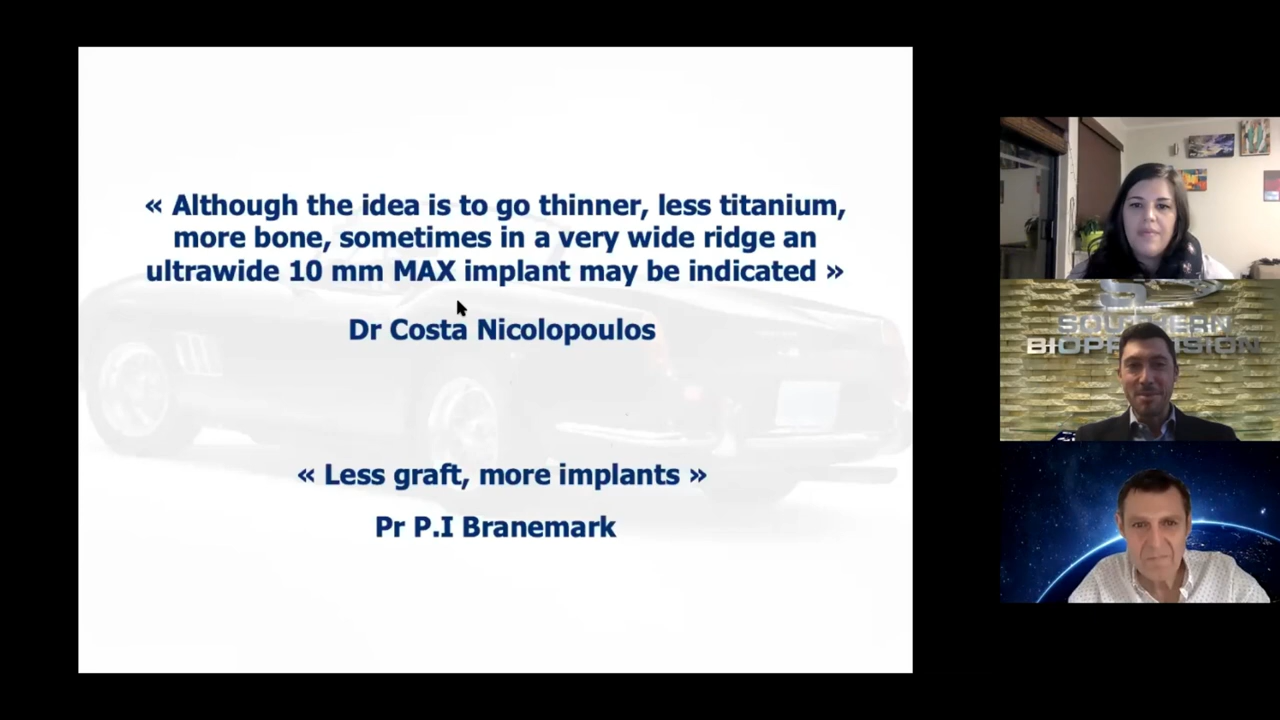 « Although the idea is to go thinner, less titanium,
more bone, sometimes in a very wide ridge an
ultrawide 10 mm MAX implant may be indicated »
Dr Costa Nicolopoulos
« Less graft, more implants »
Pr P.I Branemark
SOUTHERN
BIOPRECISION